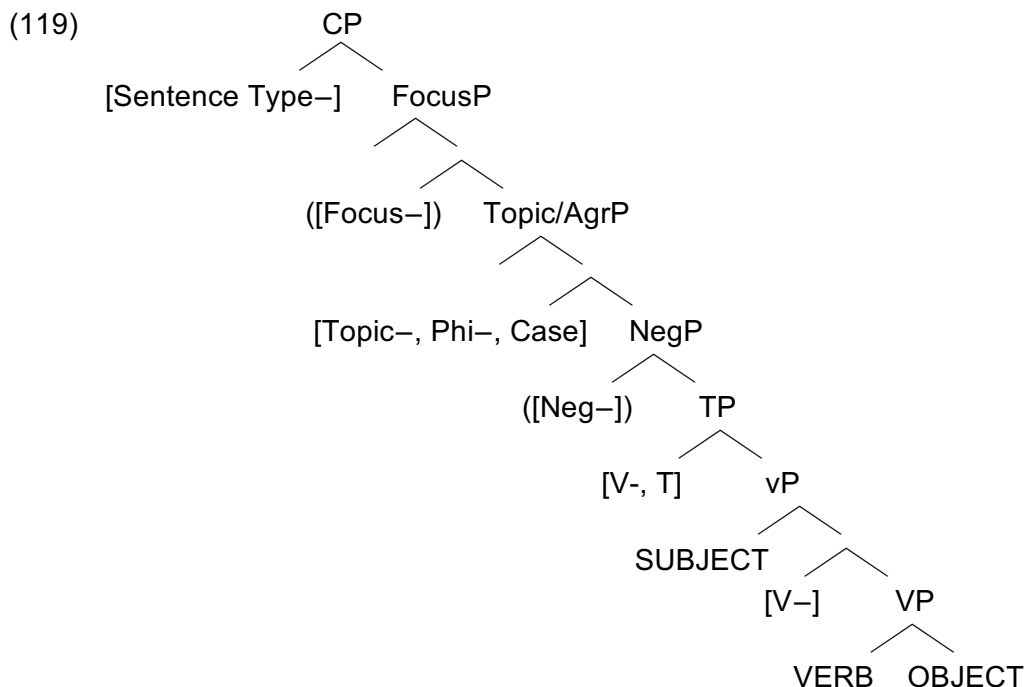 (119) CP
[Sentence Type–] FocusP
([Focus–]) Topic/AgrP
[Topic–, Phi–, Case] NegP
([Neg–]) TP
[V-, T] vP
SUBJECT
[V–] VP
VERB OBJECT